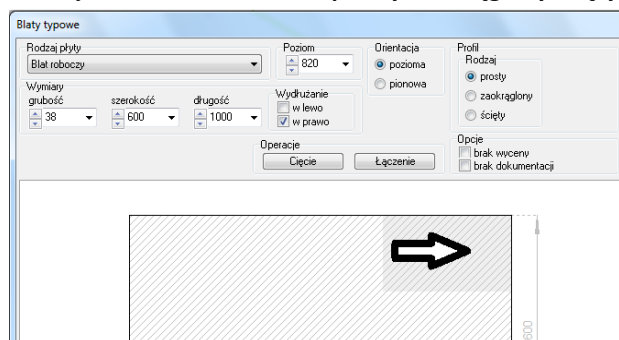 Blaty typowe
Rodzaj płyty
Blat roboczy
Poziom
820
Orientacja
pozioma
pionowa
Profil
Rodzaj
prosty
zaokrąglony
ścięty
Wymiary
grubość szerokość długość
38 600 1000
Wydłużanie
w lewo
w prawo
Operacje
Cięcie Łączenie
Opcje
brak wyceny
brak dokumentacji
600